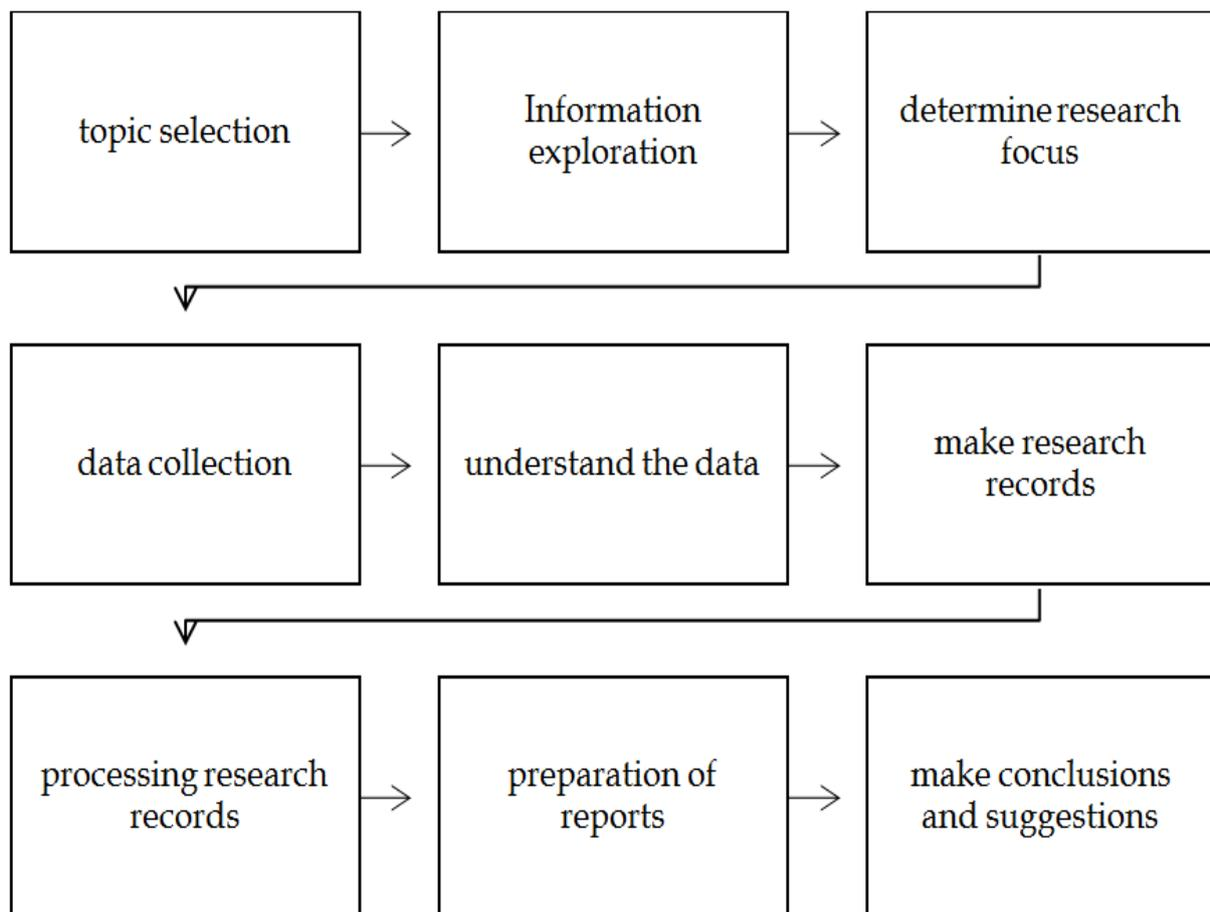 topic selection
Information
exploration
determine research
focus
data collection
understand the data
make research
records
processing research
records
preparation of
reports
make conclusions
and suggestions